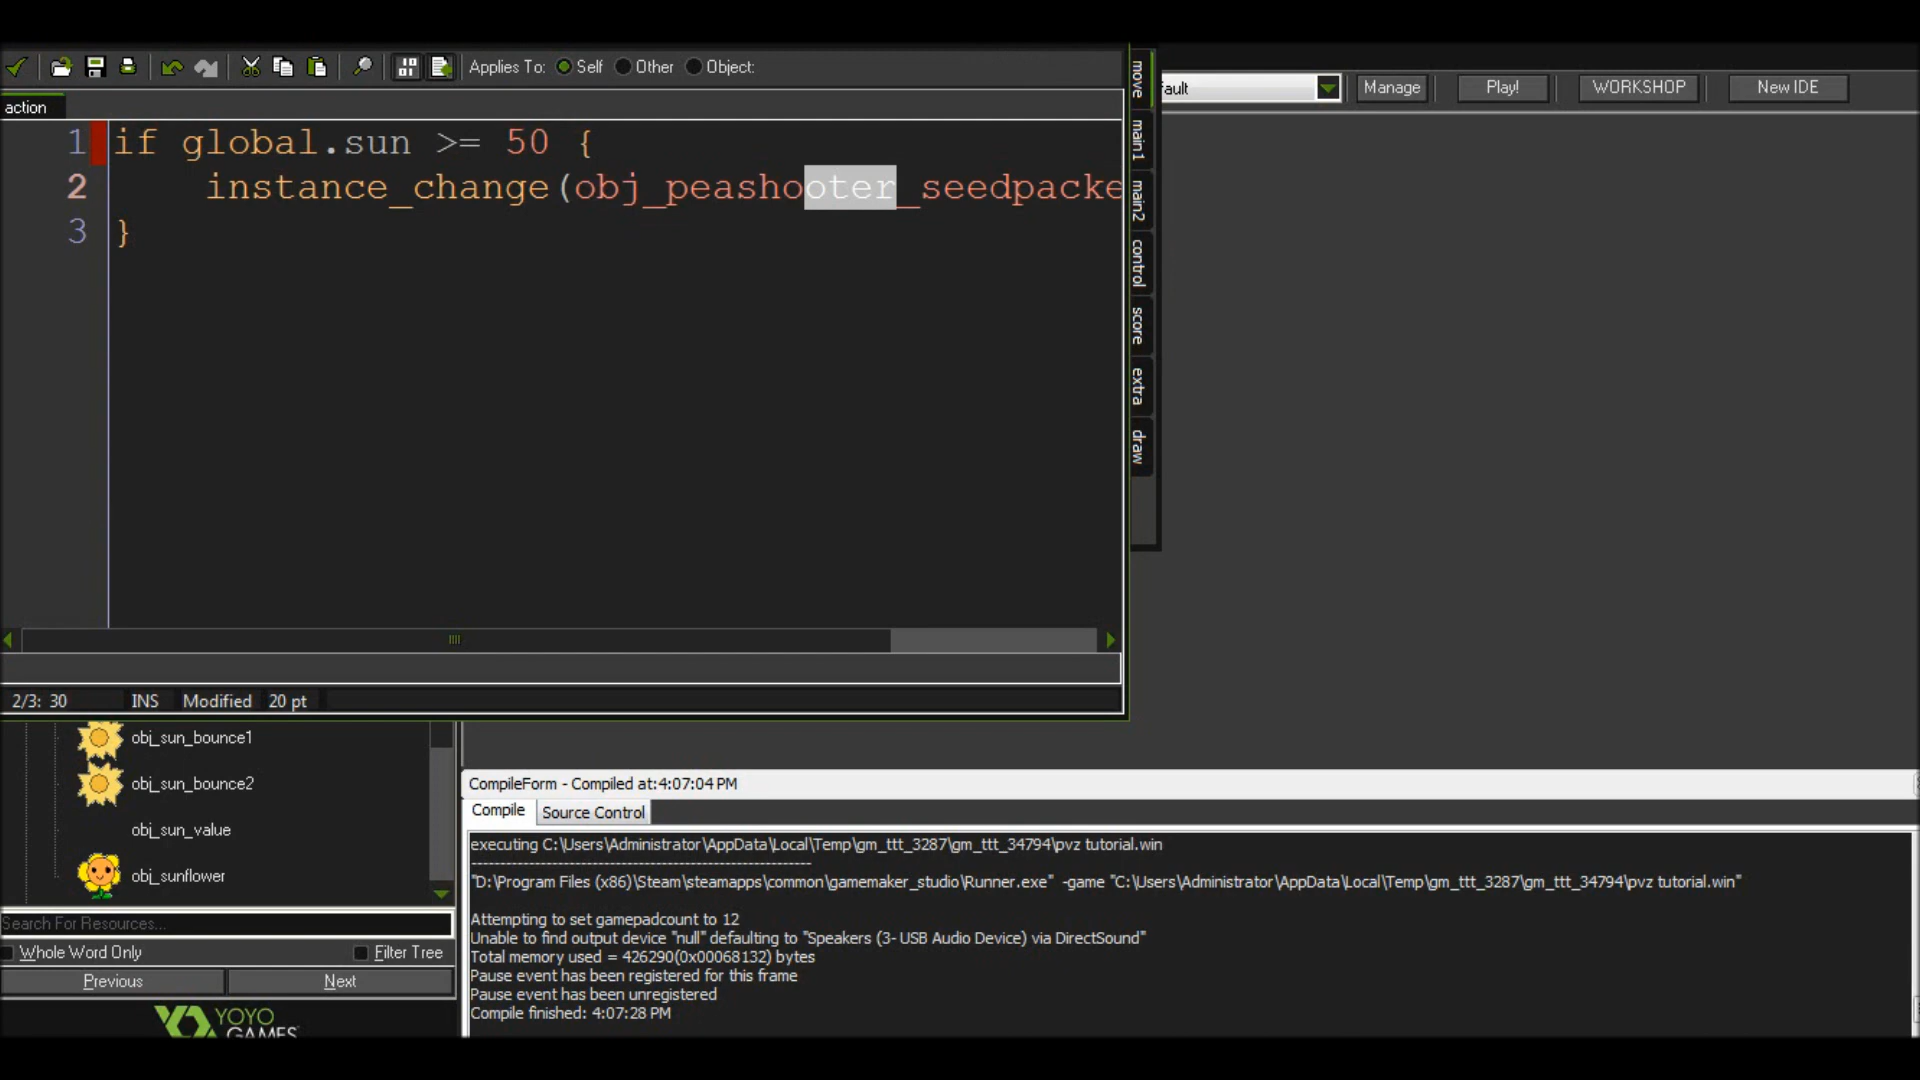 Applies To: Self Other Object:
action
1 if global.sun >= 50 {
2 instance_change(obj_peashooter_seedpacke
3 }
2/3: 30 INS Modified 20 pt
move
main1
main2
control
score
extra
draw
ault Manage Play! WORKSHOP New IDE
obj_sun_bounce1
obj_sun_bounce2
obj_sun_value
obj_sunflower
Search For Resources...
Whole Word Only Filter Tree
Previous Next
YOYO
GAMES
CompileForm - Compiled at:4:07:04 PM
Compile Source Control
executing C:\Users\Administrator\AppData\Local\Temp\gm_ttt_3287\gm_ttt_34794\pvz tutorial.win
"D:\Program Files (x86)\Steam\steamapps\common\gamemaker_studio\Runner.exe" -game "C:\Users\Administrator\AppData\Local\Temp\gm_ttt_3287\gm_ttt_34794\pvz tutorial.win"
Attempting to set gamepadcount to 12
Unable to find output device "null" defaulting to "Speakers (3- USB Audio Device) via DirectSound"
Total memory used = 426290(0x00068132) bytes
Pause event has been registered for this frame
Pause event has been unregistered
Compile finished: 4:07:28 PM